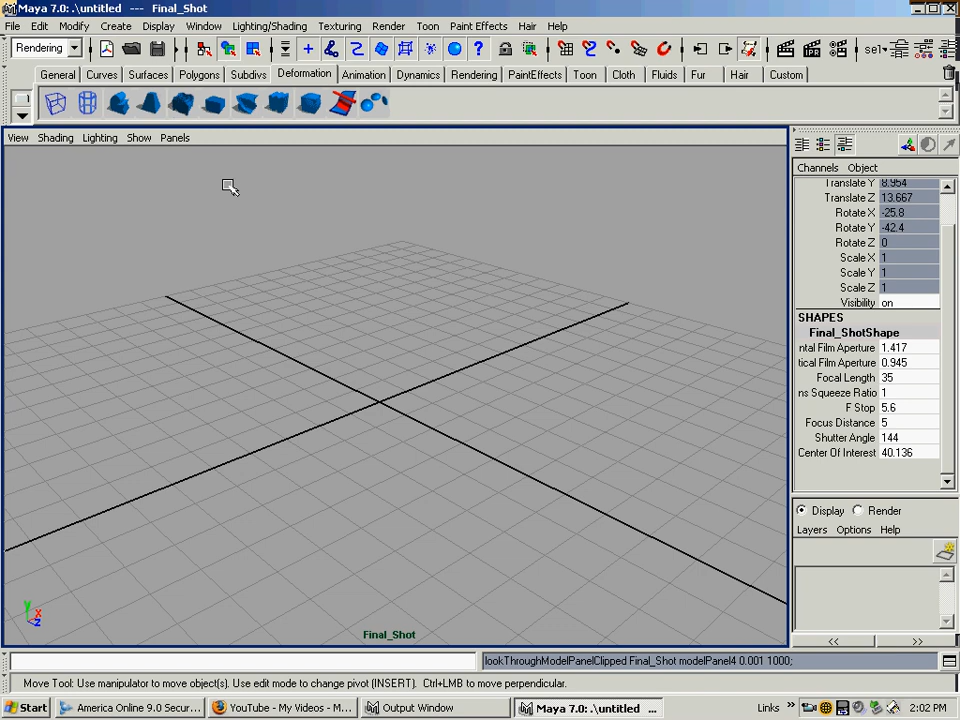 Maya 7.0: .\untitled --- Final_Shot
File Edit Modify Create Display Window Lighting/Shading Texturing Render Toon Paint Effects Hair Help
Rendering
sel
General Curves Surfaces Polygons Subdivs Deformation Animation Dynamics Rendering PaintEffects Toon Cloth Fluids Fur Hair Custom
View Shading Lighting Show Panels
Channels Object
Translate Y 8.954
Translate Z 13.667
Rotate X -25.8
Rotate Y -42.4
Rotate Z 0
Scale X 1
Scale Y 1
Scale Z 1
Visibility on
SHAPES
Final_ShotShape
ntal Film Aperture 1.417
tical Film Aperture 0.945
Focal Length 35
ns Squeeze Ratio 1
F Stop 5.6
Focus Distance 5
Shutter Angle 144
Center Of Interest 40.136
Display Render
Layers Options Help
y x z
Final_Shot
<< >>
lookThroughModelPanelClipped Final_Shot modelPanel4 0.001 1000;
Move Tool: Use manipulator to move object(s). Use edit mode to change pivot (INSERT). Ctrl+LMB to move perpendicular.
Start America Online 9.0 Secur... YouTube - My Videos - M... Output Window Maya 7.0: .\untitled ... Links » 2:02 PM